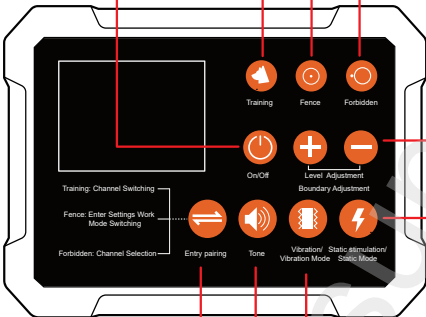 Training Fence Forbidden
On/Off Level Adjustment
Boundary Adjustment
Training: Channel Switching
Fence: Enter Settings Work
Mode Switching
Forbidden: Channel Selection
Entry pairing Tone Vibration/ Static stimulation/
Vibration Mode Static Mode